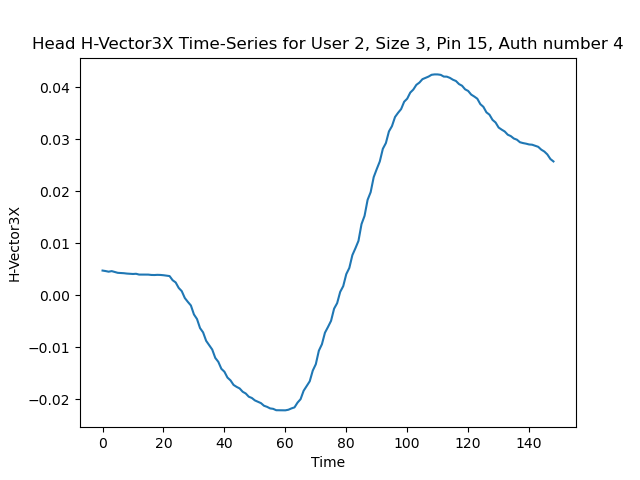 Head H-Vector3X Time-Series for User 2, Size 3, Pin 15, Auth number 4
H-Vector3X
0.04
0.03
0.02
0.01
0.00
−0.01
−0.02
0 20 40 60 80 100 120 140
Time